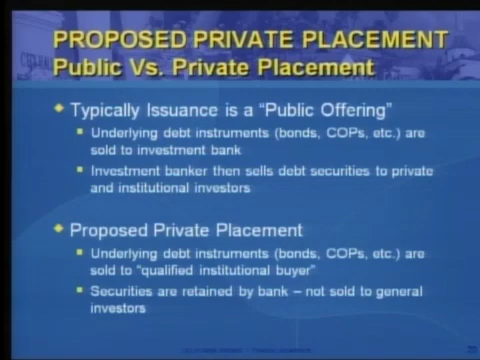 PROPOSED PRIVATE PLACEMENT
Public Vs. Private Placement
Typically Issuance is a “Public Offering”
Underlying debt instruments (bonds, COPs, etc.) are
sold to investment bank
Investment banker then sells debt securities to private
and institutional investors
Proposed Private Placement
Underlying debt instruments (bonds, COPs, etc.) are
sold to “qualified institutional buyer”
Securities are retained by bank – not sold to general
investors